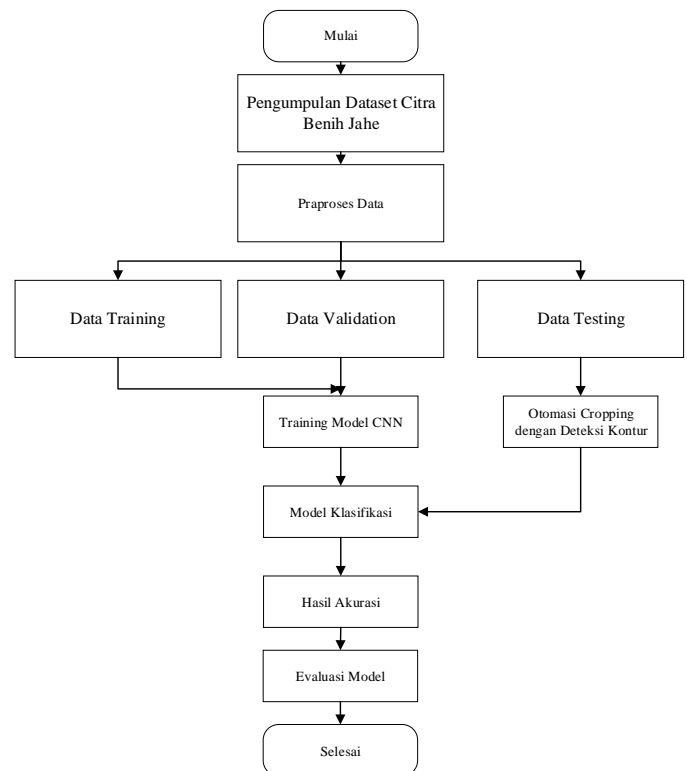 Mulai
Pengumpulan Dataset Citra
Benih Jahe
Praproses Data
Data Training
Data Validation
Data Testing
Training Model CNN
Otomasi Cropping
dengan Deteksi Kontur
Model Klasifikasi
Hasil Akurasi
Evaluasi Model
Selesai